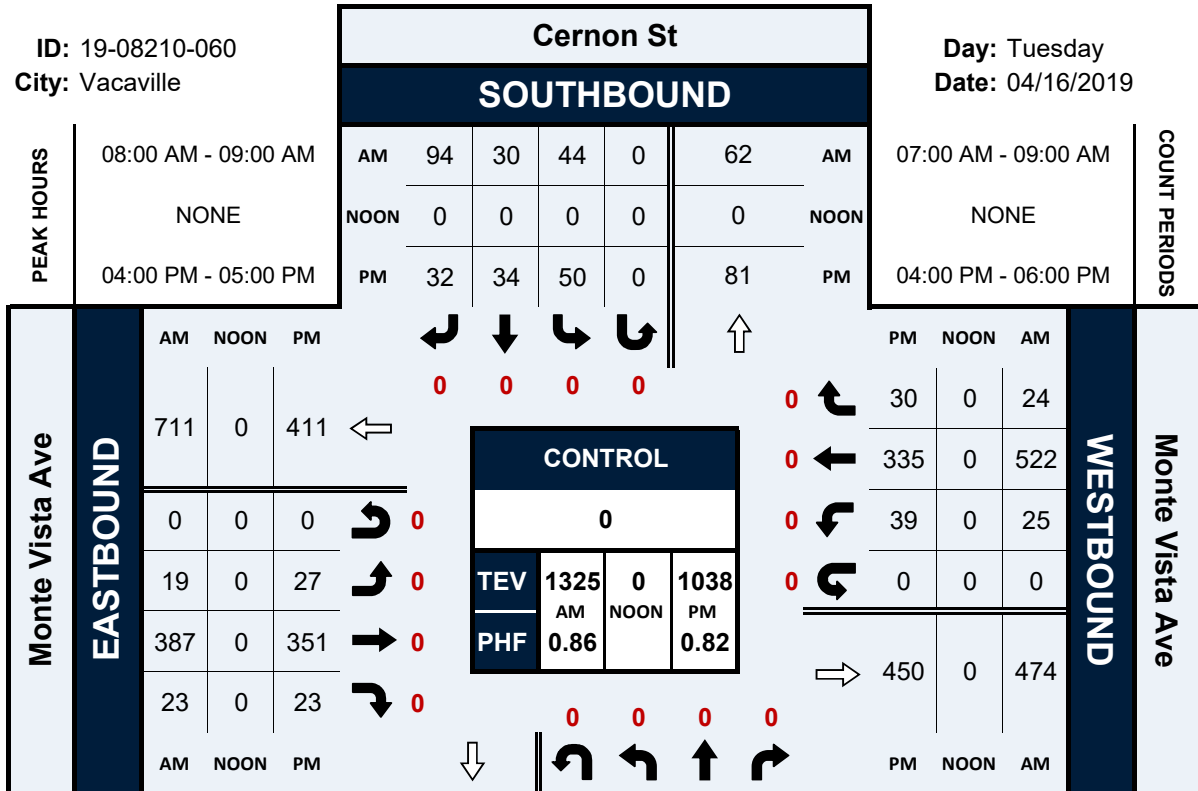 ID: 19-08210-060
City: Vacaville
Cernon St
SOUTHBOUND
Day: Tuesday
Date: 04/16/2019
PEAK HOURS
08:00 AM - 09:00 AM
NONE
04:00 PM - 05:00 PM
AM 94 30 44 0 62 AM
NOON 0 0 0 0 0 NOON
PM 32 34 50 0 81 PM
07:00 AM - 09:00 AM
NONE
04:00 PM - 06:00 PM
COUNT PERIODS
0 0 0 0
Monte Vista Ave
EASTBOUND
AM NOON PM
711 0 411
0 0 0 0
19 0 27 0
387 0 351 0
23 0 23 0
AM NOON PM
CONTROL
0
TEV 1325 0 1038
AM NOON PM
PHF 0.86 0.82
PM NOON AM
0 30 0 24
0 335 0 522
0 39 0 25
0 0 0 0
450 0 474
PM NOON AM
WESTBOUND
Monte Vista Ave
0 0 0 0